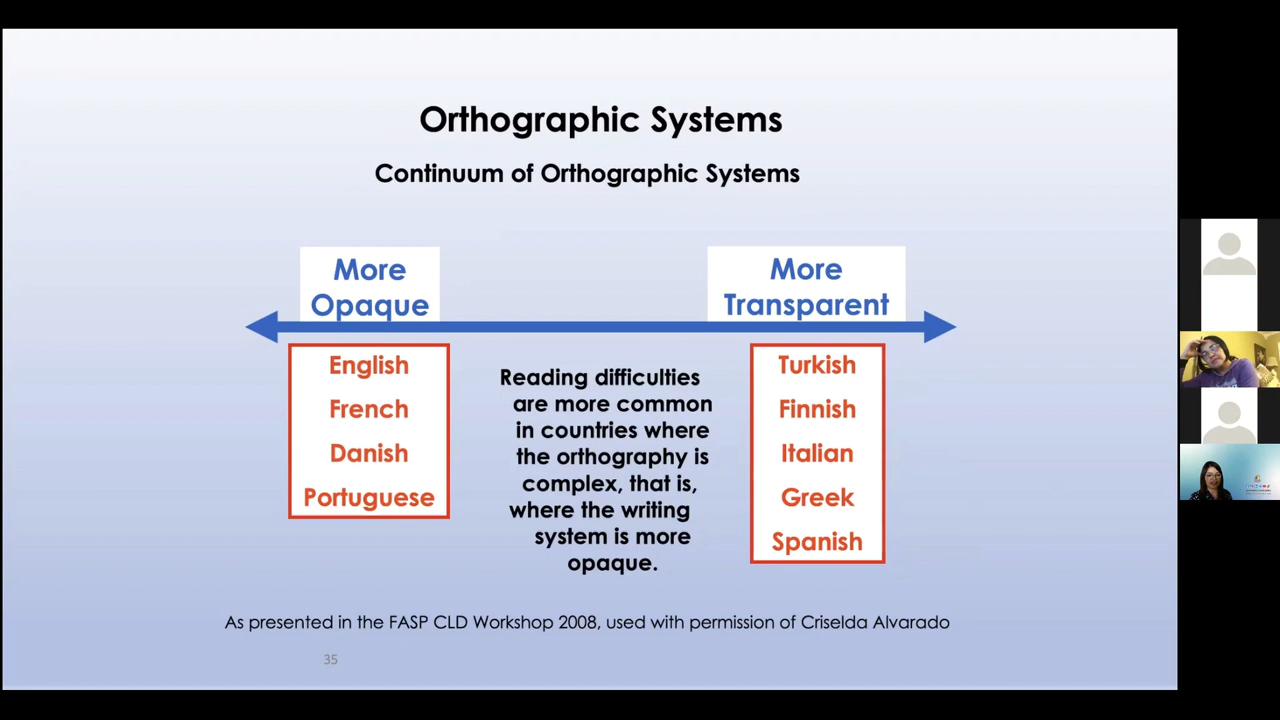 Orthographic Systems
Continuum of Orthographic Systems
More
Opaque
More
Transparent
English
French
Danish
Portuguese
Reading difficulties
are more common
in countries where
the orthography is
complex, that is,
where the writing
system is more
opaque.
Turkish
Finnish
Italian
Greek
Spanish
As presented in the FASP CLD Workshop 2008, used with permission of Criselda Alvarado
35